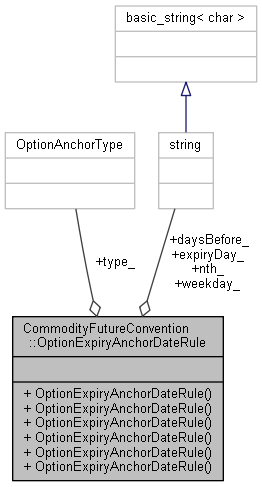 basic_string< char >
OptionAnchorType
string
+type_
+daysBefore_
+expiryDay_
+nth_
+weekday_
CommodityFutureConvention
::OptionExpiryAnchorDateRule
+ OptionExpiryAnchorDateRule()
+ OptionExpiryAnchorDateRule()
+ OptionExpiryAnchorDateRule()
+ OptionExpiryAnchorDateRule()
+ OptionExpiryAnchorDateRule()
+ OptionExpiryAnchorDateRule()